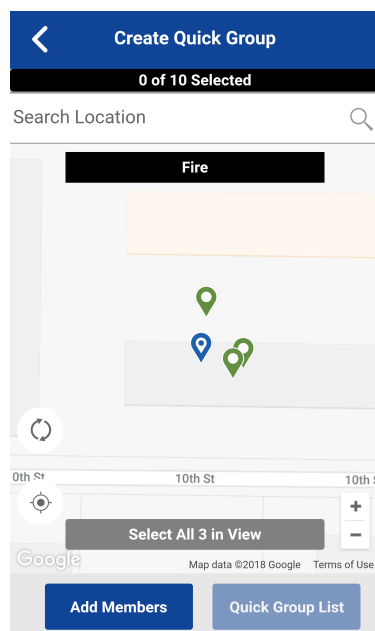 Create Quick Group
0 of 10 Selected
Search Location
Fire
0th St
10th St
10th
Select All 3 in View
Google
Map data ©2018 Google
Terms of Use
Add Members
Quick Group List